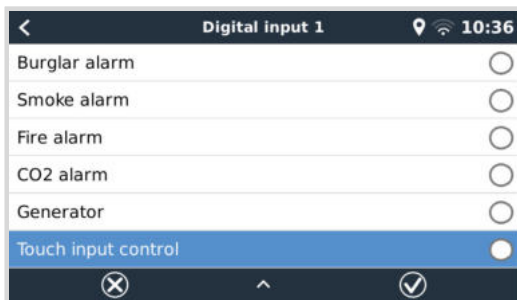 Digital input 1
10:36
Burglar alarm
Smoke alarm
Fire alarm
CO2 alarm
Generator
Touch input control